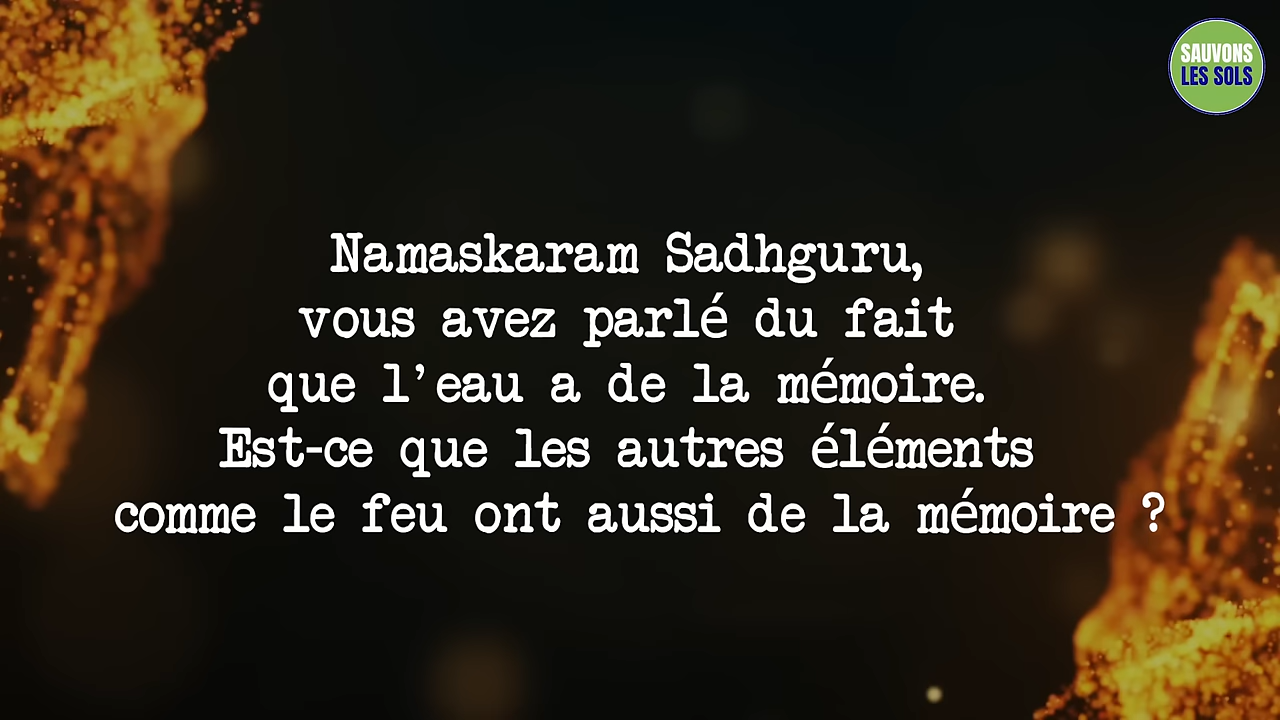 SAUVONS
LES SOLS
Namaskaram Sadhguru,
vous avez parlé du fait
que l'eau a de la mémoire.
Est-ce que les autres éléments
comme le feu ont aussi de la mémoire ?